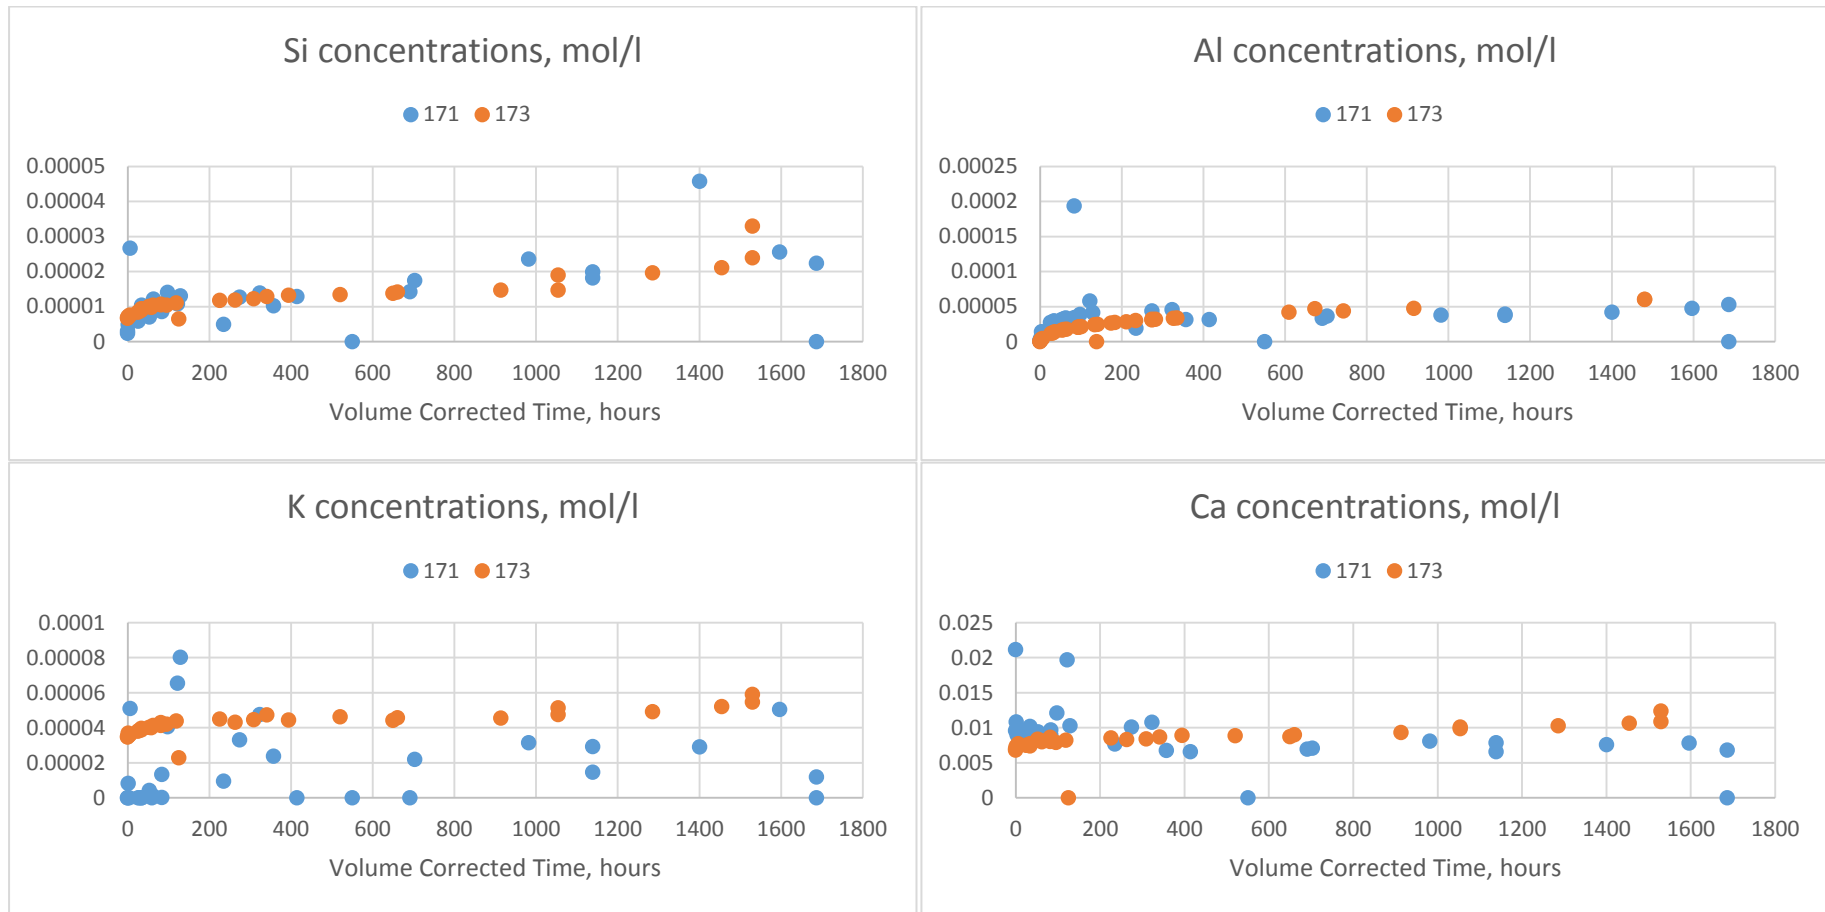 Si concentrations, mol/l
171 173
0.00005
0.00004
0.00003
0.00002
0.00001
0
0 200 400 600 800 1000 1200 1400 1600 1800
Volume Corrected Time, hours
Al concentrations, mol/l
171 173
0.00025
0.0002
0.00015
0.0001
0.00005
0
0 200 400 600 800 1000 1200 1400 1600 1800
Volume Corrected Time, hours
K concentrations, mol/l
171 173
0.0001
0.00008
0.00006
0.00004
0.00002
0
0 200 400 600 800 1000 1200 1400 1600 1800
Volume Corrected Time, hours
Ca concentrations, mol/l
171 173
0.025
0.02
0.015
0.01
0.005
0
0 200 400 600 800 1000 1200 1400 1600 1800
Volume Corrected Time, hours